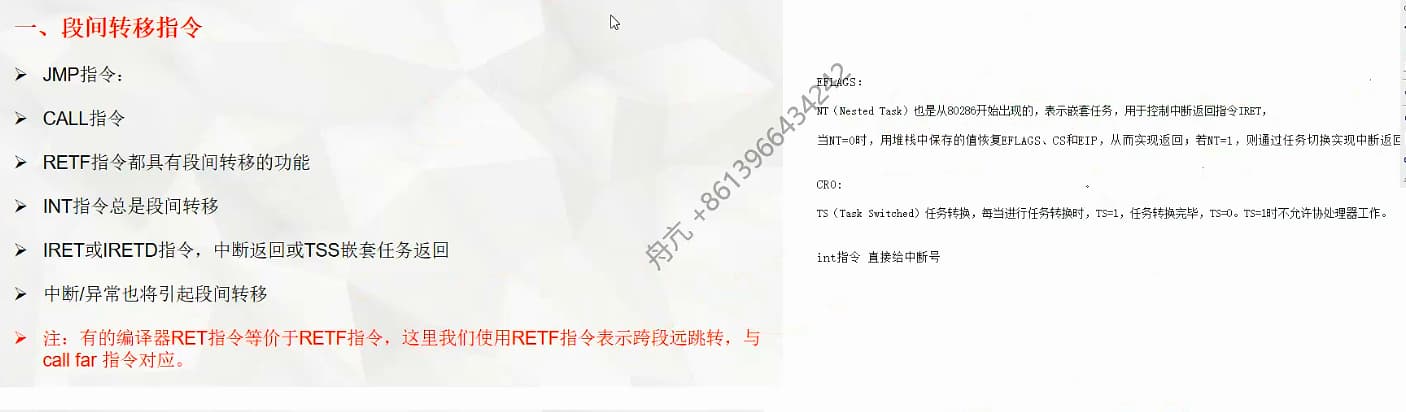 一、段间转移指令
JMP指令：
CALL指令
RETF指令都具有段间转移的功能
INT指令总是段间转移
IRET或IRETD指令，中断返回或TSS嵌套任务返回
中断/异常也将引起段间转移
注：有的编译器RET指令等价于RETF指令，这里我们使用RETF指令表示跨段远跳转，与
call far 指令对应。
EFLAGS：
NT（Nested Task）也是从80286开始出现的，表示嵌套任务，用于控制中断返回指令IRET，
当NT=0时，用堆栈中保存的值恢复EFLAGS、CS和EIP，从而实现返回；若NT=1，则通过任务切换实现中断返回
CR0:
TS（Task Switched）任务转换，每当进行任务转换时，TS=1，任务转换完毕，TS=0。TS=1时不允许协处理器工作。
int指令 直接给中断号
舟亢 +8613966434242